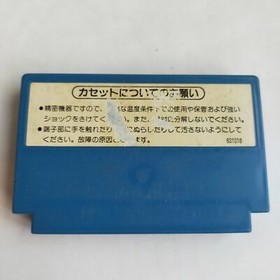 カセットについてのお願い
●精密機器ですので、な温度条件下での使用や保管および強い
ショックをさけてください。また、に分解しないでください。
●端子部に手を触れたり、ぬらしたりして汚さないようにして
ください。故障の原因と